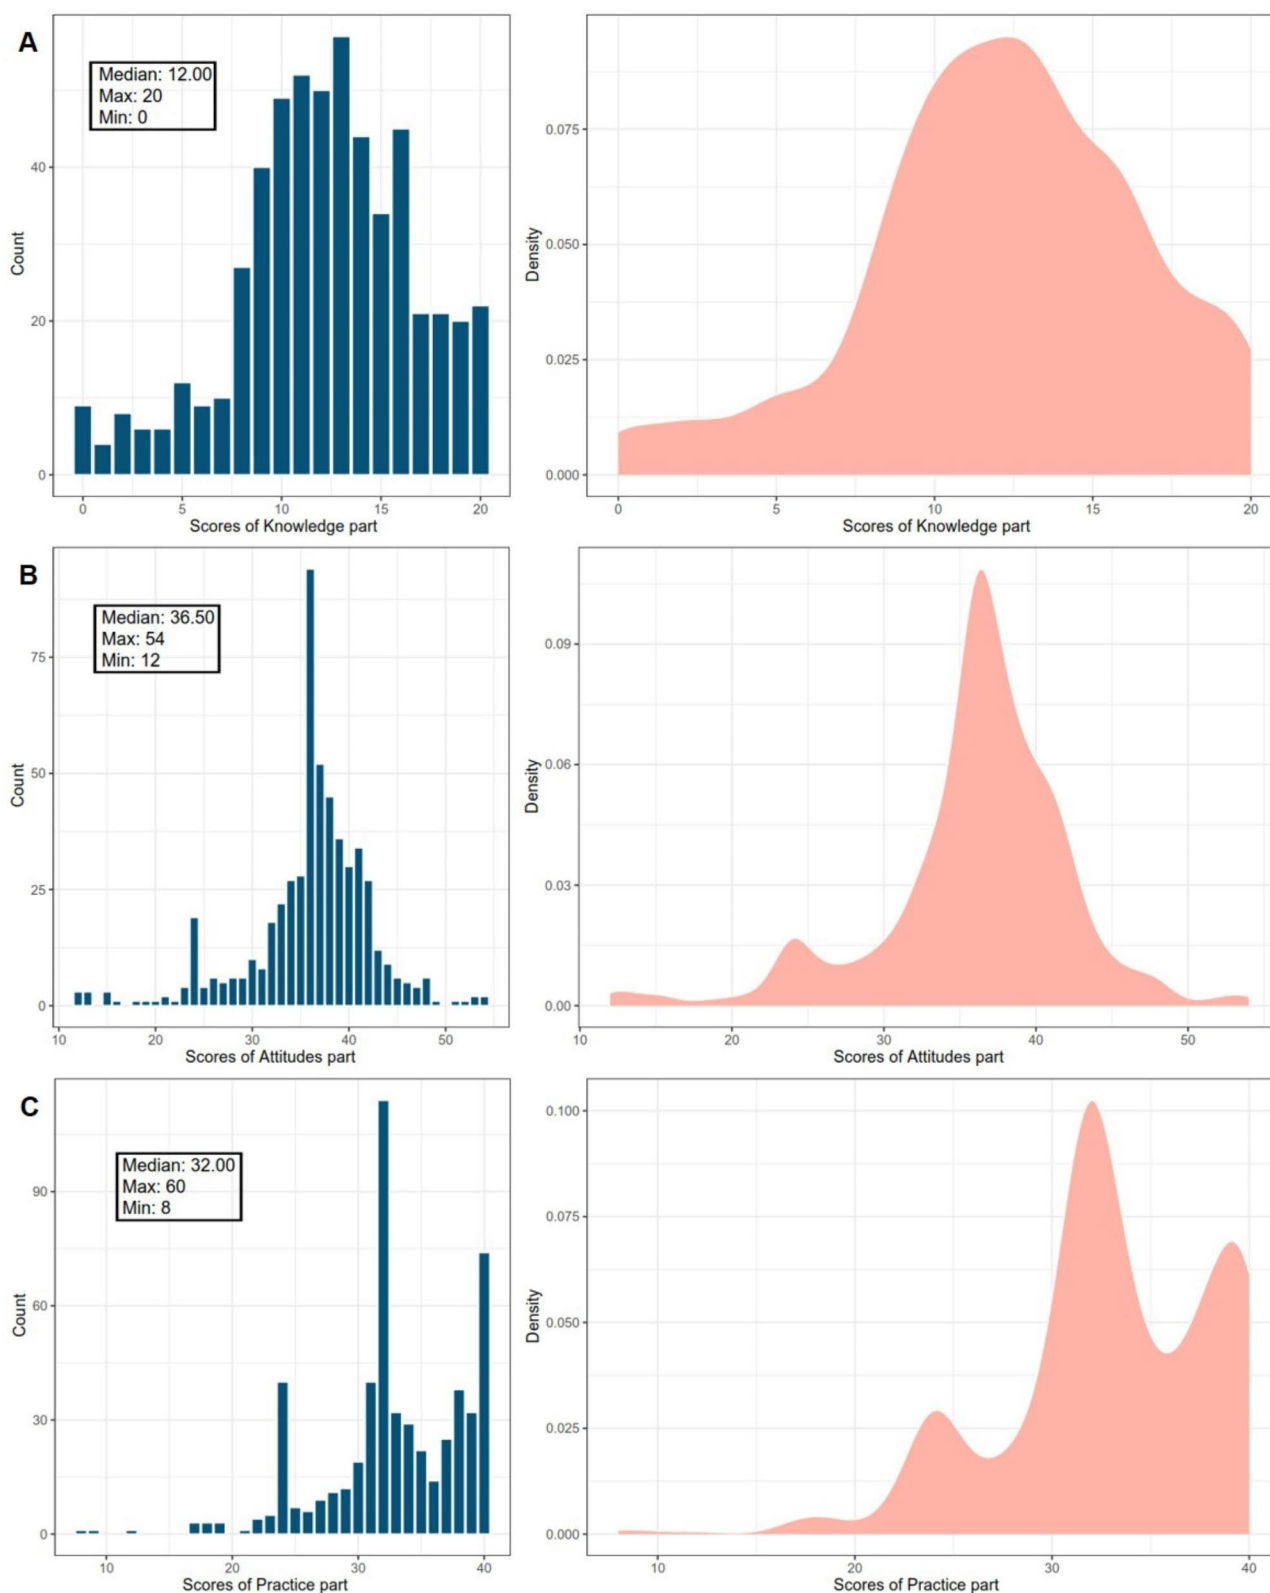 A
Median: 12.00
Max: 20
Min: 0
Count
40
20
0
0 5 10 15 20
Scores of Knowledge part
Density
0.075
0.050
0.025
0.000
0 5 10 15 20
Scores of Knowledge part
B
Median: 36.50
Max: 54
Min: 12
Count
75
50
25
0
10 20 30 40 50
Scores of Attitudes part
Density
0.09
0.06
0.03
0.00
10 20 30 40 50
Scores of Attitudes part
C
Median: 32.00
Max: 60
Min: 8
Count
90
60
30
0
10 20 30 40
Scores of Practice part
Density
0.100
0.075
0.050
0.025
0.000
10 20 30 40
Scores of Practice part